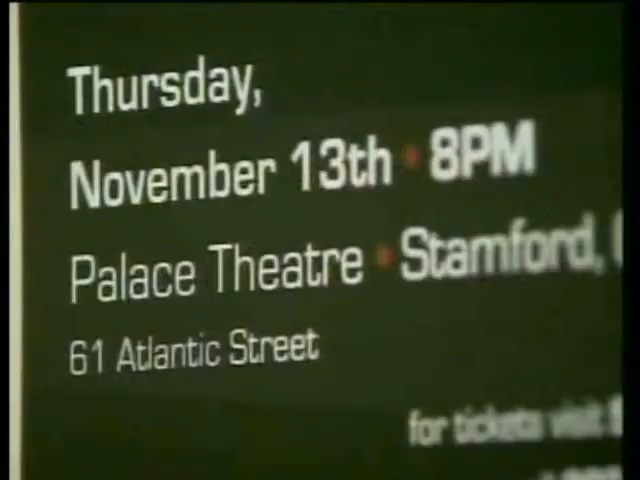 Thursday,
November 13th • 8PM
Palace Theatre • Stamford,
61 Atlantic Street
for tickets visit